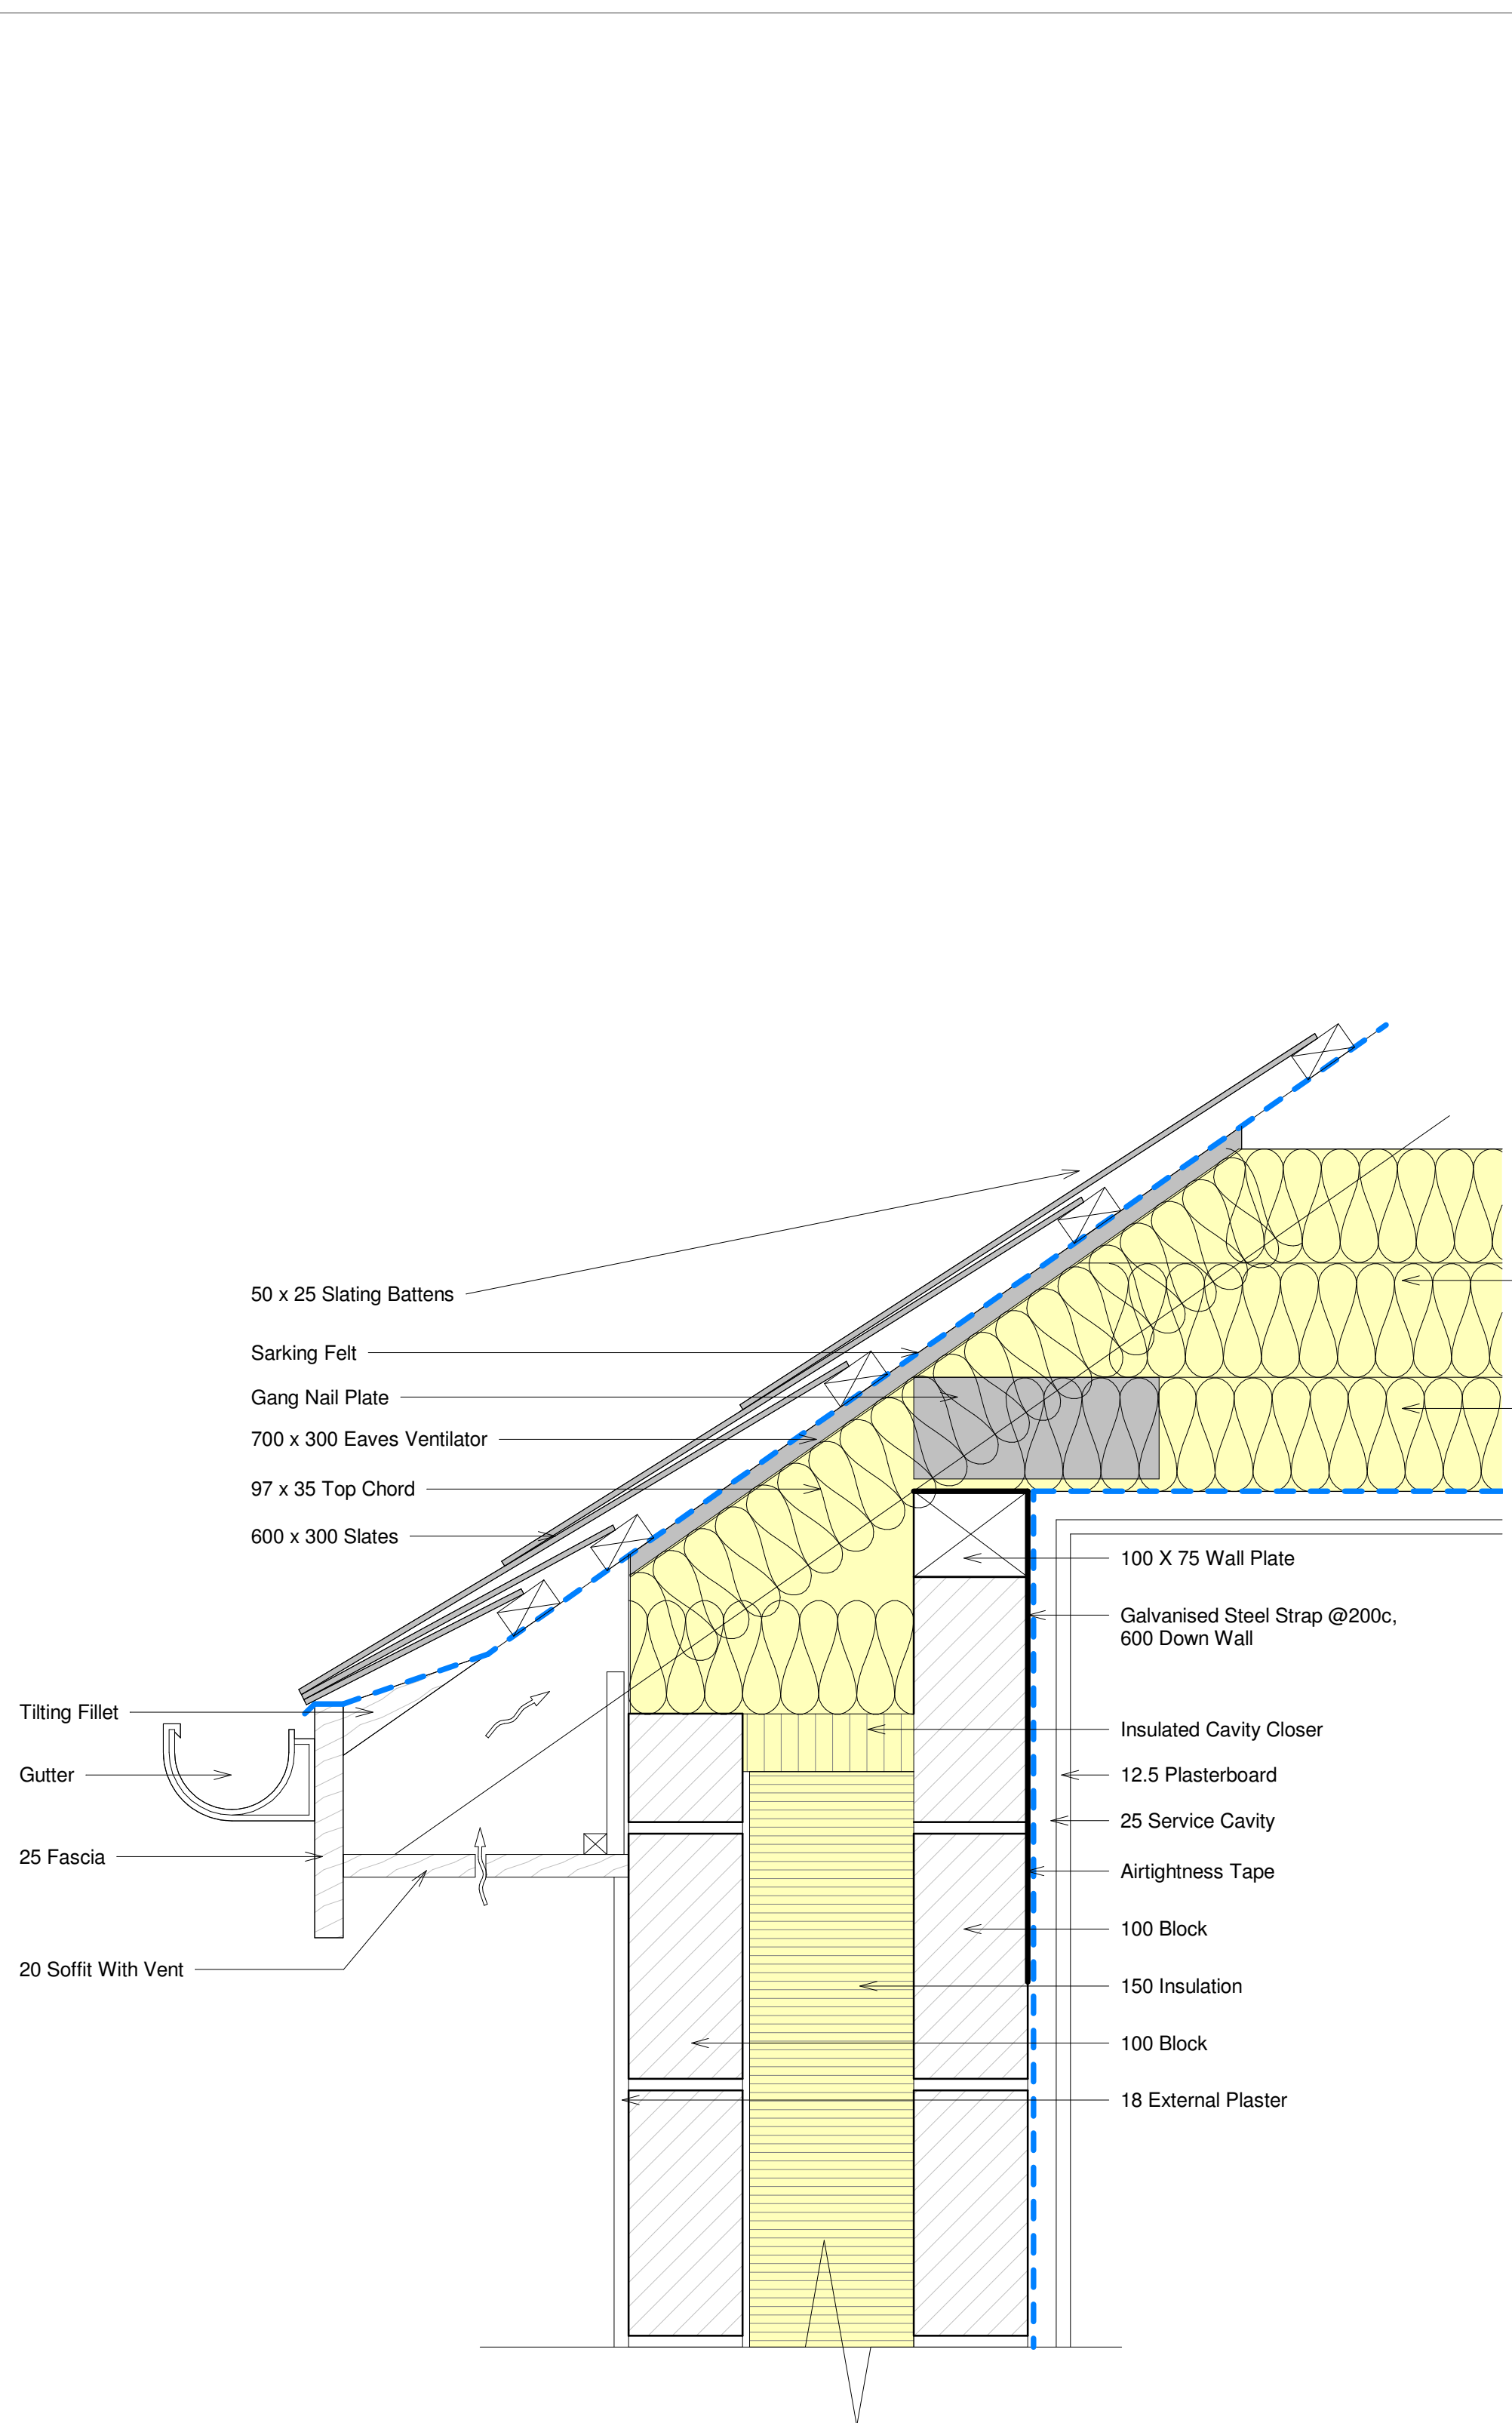 50 x 25 Slating Battens
Sarking Felt
Gang Nail Plate
700 x 300 Eaves Ventilator
97 x 35 Top Chord
600 x 300 Slates
Tilting Fillet
Gutter
25 Fascia
20 Soffit With Vent
100 X 75 Wall Plate
Galvanised Steel Strap @200c,
600 Down Wall
Insulated Cavity Closer
12.5 Plasterboard
25 Service Cavity
Airtightness Tape
100 Block
150 Insulation
100 Block
18 External Plaster